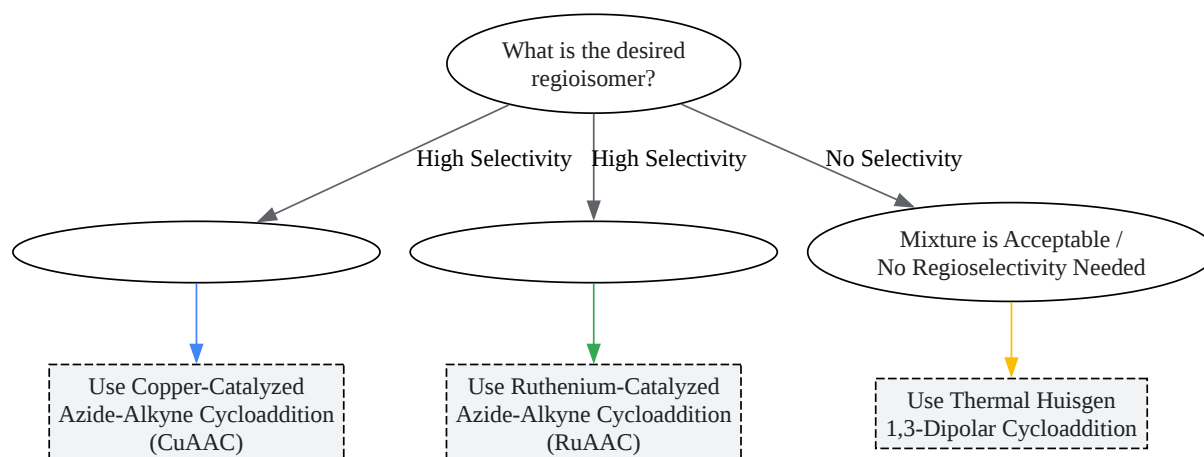 What is the desired
regioisomer?
High Selectivity
High Selectivity
No Selectivity
Mixture is Acceptable /
No Regioselectivity Needed
Use Copper-Catalyzed
Azide-Alkyne Cycloaddition
(CuAAC)
Use Ruthenium-Catalyzed
Azide-Alkyne Cycloaddition
(RuAAC)
Use Thermal Huisgen
1,3-Dipolar Cycloaddition